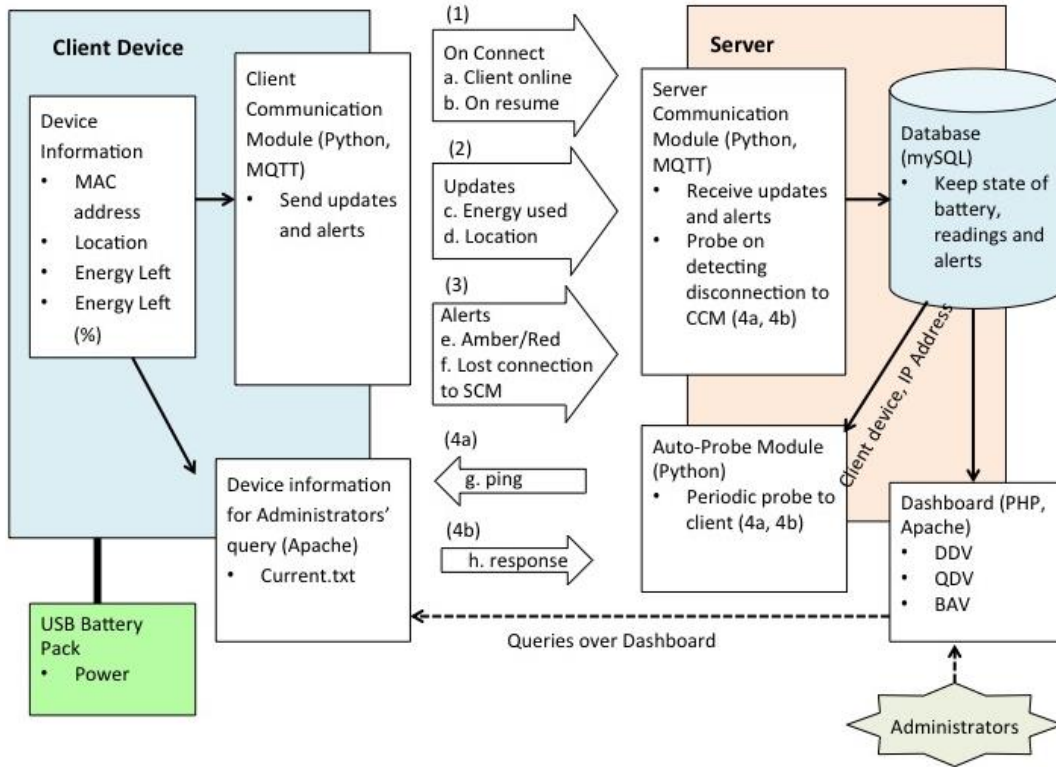 Client Device
Device
Information
• MAC
address
• Location
• Energy Left
• Energy Left
(%)
Client
Communication
Module (Python,
MQTT)
• Send updates
and alerts
Device information
for Administrators'
query (Apache)
• Current.txt
USB Battery
Pack
• Power
(1)
On Connect
a. Client online
b. On resume
(2)
Updates
c. Energy used
d. Location
(3)
Alerts
e. Amber/Red
f. Lost connection
to SCM
(4a)
g. ping
(4b)
h. response
Queries over Dashboard
Server
Server
Communication
Module (Python,
MQTT)
• Receive updates
and alerts
• Probe on
detecting
disconnection to
CCM (4a, 4b)
Database
(mySQL)
• Keep state of
battery,
readings and
alerts
Client device, IP Address
Auto-Probe Module
(Python)
• Periodic probe to
client (4a, 4b)
Dashboard (PHP,
Apache)
• DDV
• QDV
• BAV
Administrators